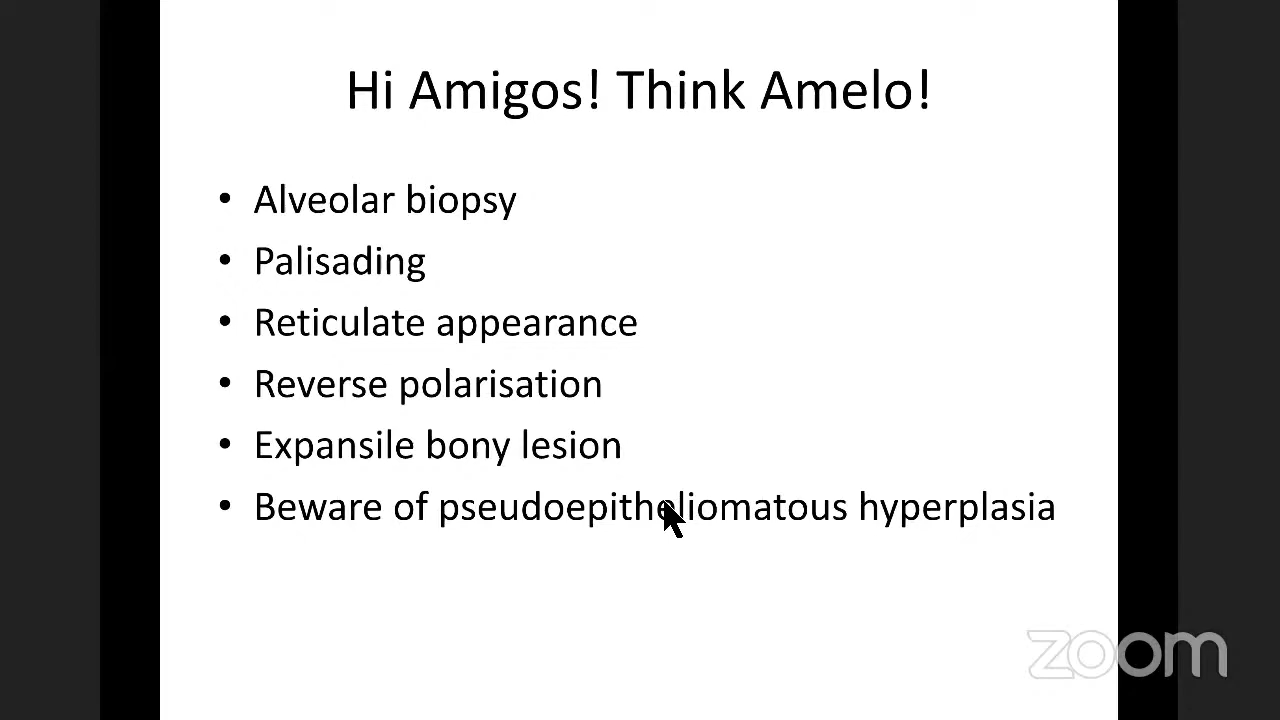 Hi Amigos! Think Amelo!
• Alveolar biopsy
• Palisading
• Reticulate appearance
• Reverse polarisation
• Expansile bony lesion
• Beware of pseudoepitheliomatous hyperplasia
zoom